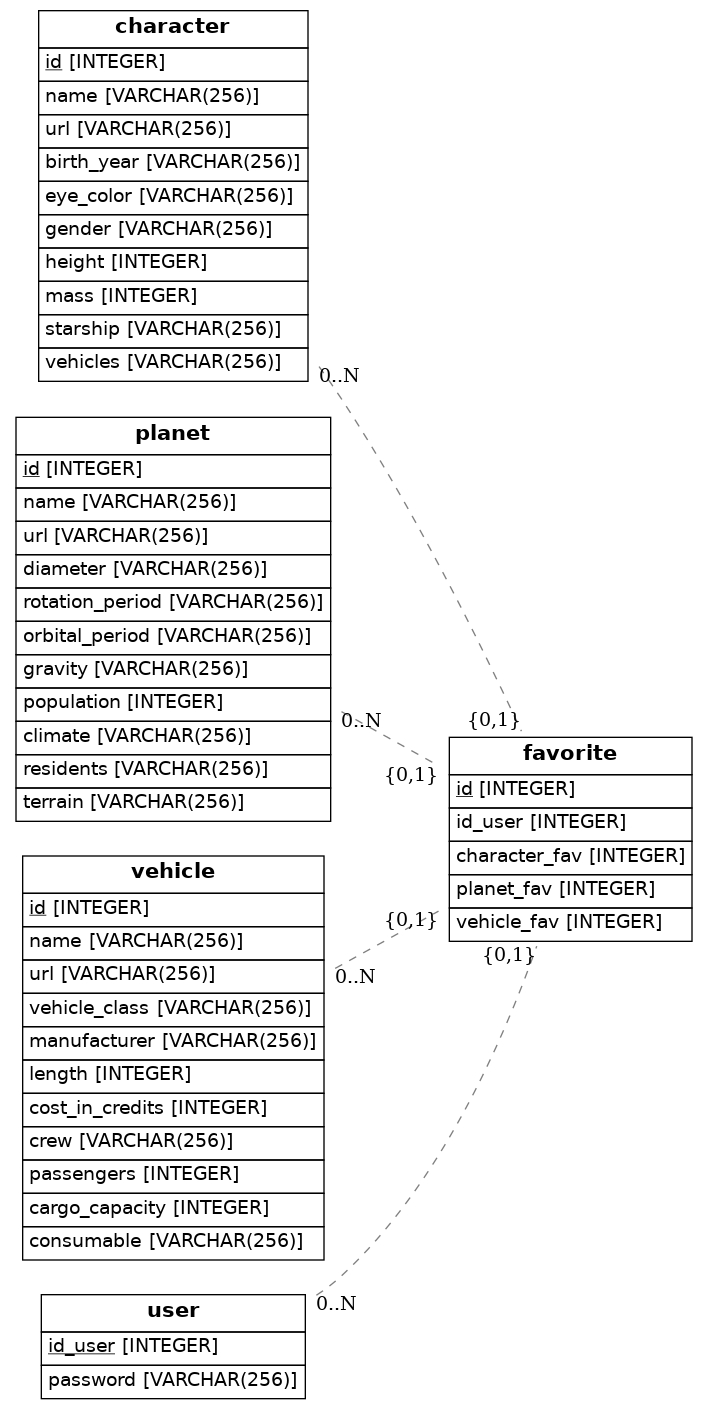 character
id [INTEGER]
name [VARCHAR(256)]
url [VARCHAR(256)]
birth_year [VARCHAR(256)]
eye_color [VARCHAR(256)]
gender [VARCHAR(256)]
height [INTEGER]
mass [INTEGER]
starship [VARCHAR(256)]
vehicles [VARCHAR(256)]
0..N
planet
id [INTEGER]
name [VARCHAR(256)]
url [VARCHAR(256)]
diameter [VARCHAR(256)]
rotation_period [VARCHAR(256)]
orbital_period [VARCHAR(256)]
gravity [VARCHAR(256)]
population [INTEGER]
climate [VARCHAR(256)]
residents [VARCHAR(256)]
terrain [VARCHAR(256)]
0..N
{0,1}
{0,1}
favorite
id [INTEGER]
id_user [INTEGER]
character_fav [INTEGER]
planet_fav [INTEGER]
vehicle_fav [INTEGER]
{0,1}
{0,1}
vehicle
id [INTEGER]
name [VARCHAR(256)]
url [VARCHAR(256)]
vehicle_class [VARCHAR(256)]
manufacturer [VARCHAR(256)]
length [INTEGER]
cost_in_credits [INTEGER]
crew [VARCHAR(256)]
passengers [INTEGER]
cargo_capacity [INTEGER]
consumable [VARCHAR(256)]
0..N
user
id_user [INTEGER]
password [VARCHAR(256)]
0..N